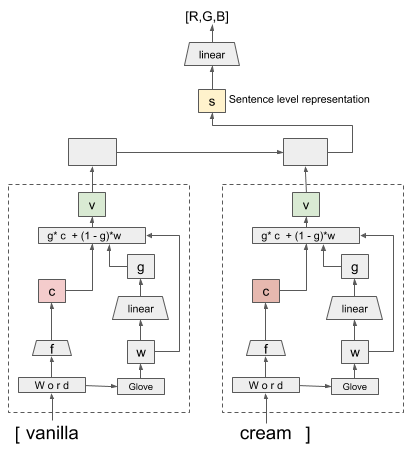 [R,G,B]
linear
s Sentence level representation
v v
g* c + (1 - g)*w g* c + (1 - g)*w
g g
c c
linear linear
f w f w
W o r d Glove W o r d Glove
[ vanilla cream ]